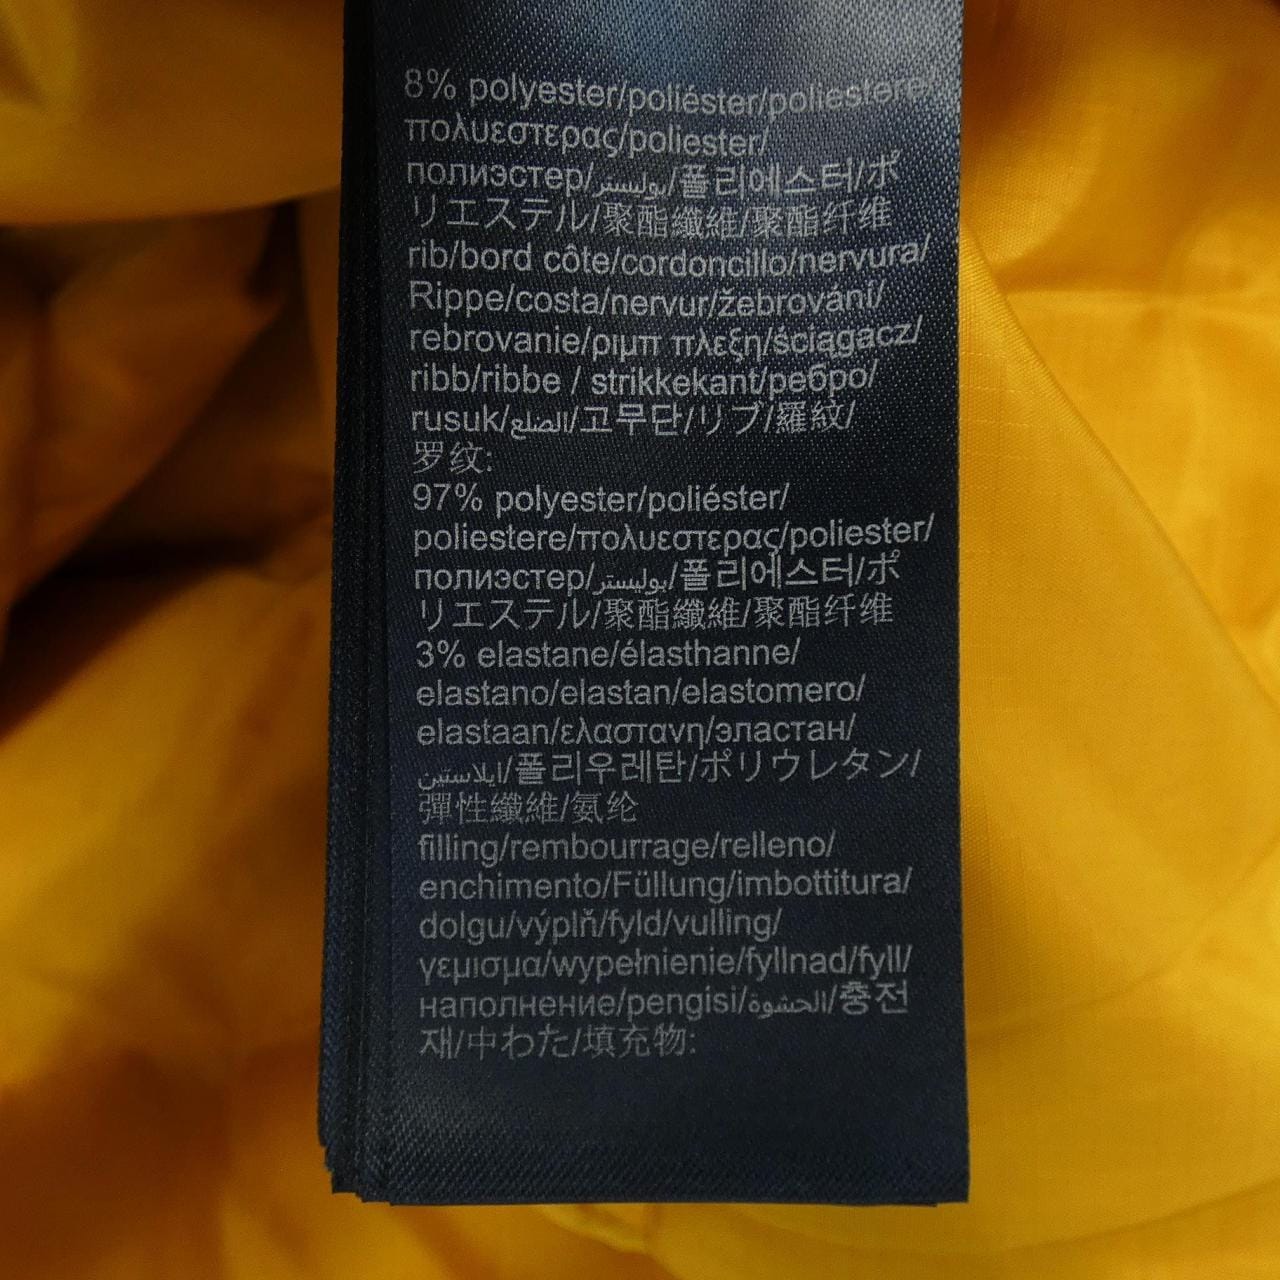 8% polyester/poliéster/poliestere/
πολυεστερας/poliester/
полиэстер/بوليستر/폴리에스터/ポ
リエステル/聚酯纖維/聚酯纤维
rib/bord côte/cordoncillo/nervura/
Rippe/costa/nervur/žebrování/
rebrovanie/ριμπ πλεξη/ściągacz/
ribb/ribbe / strikkekant/ребро/
rusuk/الضلع/고무단/リブ/羅紋/
罗纹:
97% polyester/poliéster/
poliestere/πολυεστερας/poliester/
полиэстер/بوليستر/폴리에스터/ポ
リエステル/聚酯纖維/聚酯纤维
3% elastane/élasthanne/
elastano/elastan/elastomero/
elastaan/ελαστανη/эластан/
ايلاستين/폴리우레탄/ポリウレタン/
彈性纖維/氨纶
filling/rembourrage/relleno/
enchimento/Füllung/imbottitura/
dolgu/výplň/fyld/vulling/
γεμισμα/wypełnienie/fyllnad/fyll/
наполнение/pengisi/الحشوة/충전
재/中わた/填充物: